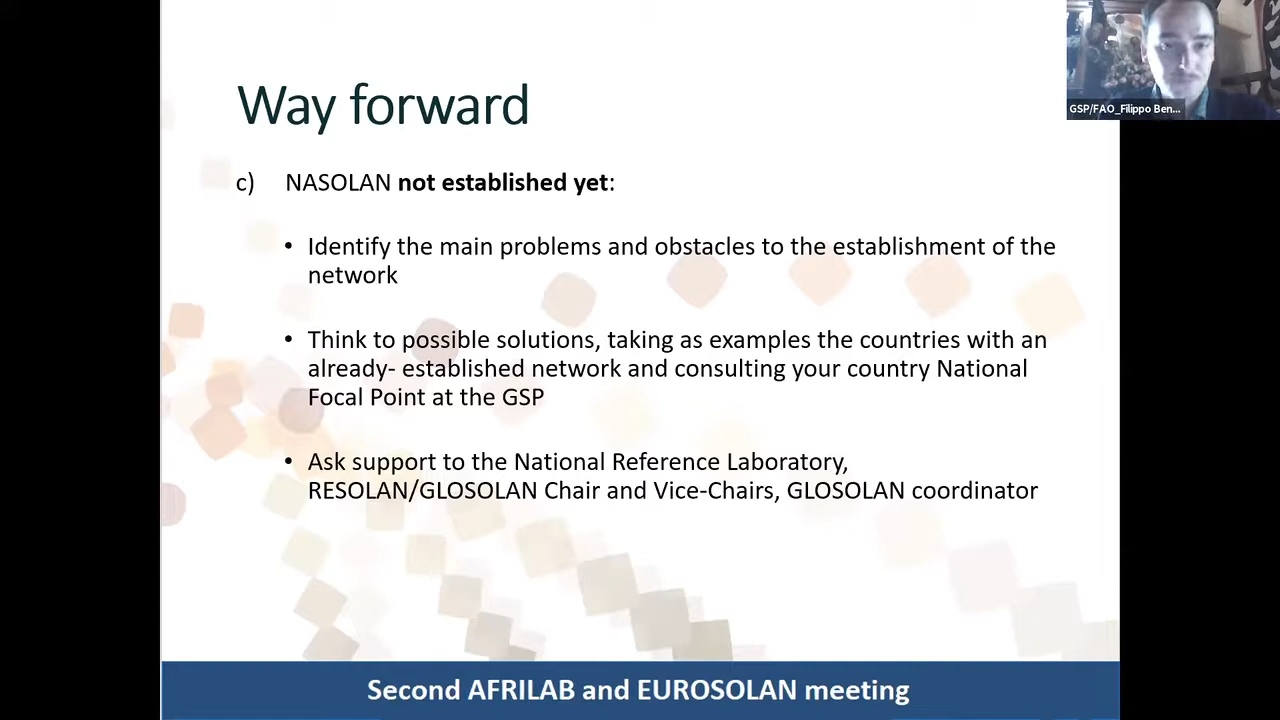 GSP/FAO_Filippo Ben...
Way forward
c) NASOLAN not established yet:
• Identify the main problems and obstacles to the establishment of the
network
• Think to possible solutions, taking as examples the countries with an
already- established network and consulting your country National
Focal Point at the GSP
• Ask support to the National Reference Laboratory,
RESOLAN/GLOSOLAN Chair and Vice-Chairs, GLOSOLAN coordinator
Second AFRILAB and EUROSOLAN meeting